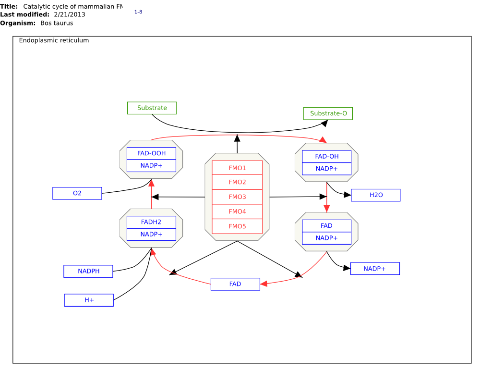 Title: Catalytic cycle of mammalian FM
1-8
Last modified: 2/21/2013
Organism: Bos taurus
Endoplasmic reticulum
Substrate
Substrate-O
FAD-OOH
NADP+
FMO1
FMO2
FMO3
FMO4
FMO5
FAD-OH
NADP+
O2
H2O
FADH2
NADP+
FAD
NADP+
NADPH
H+
FAD
NADP+